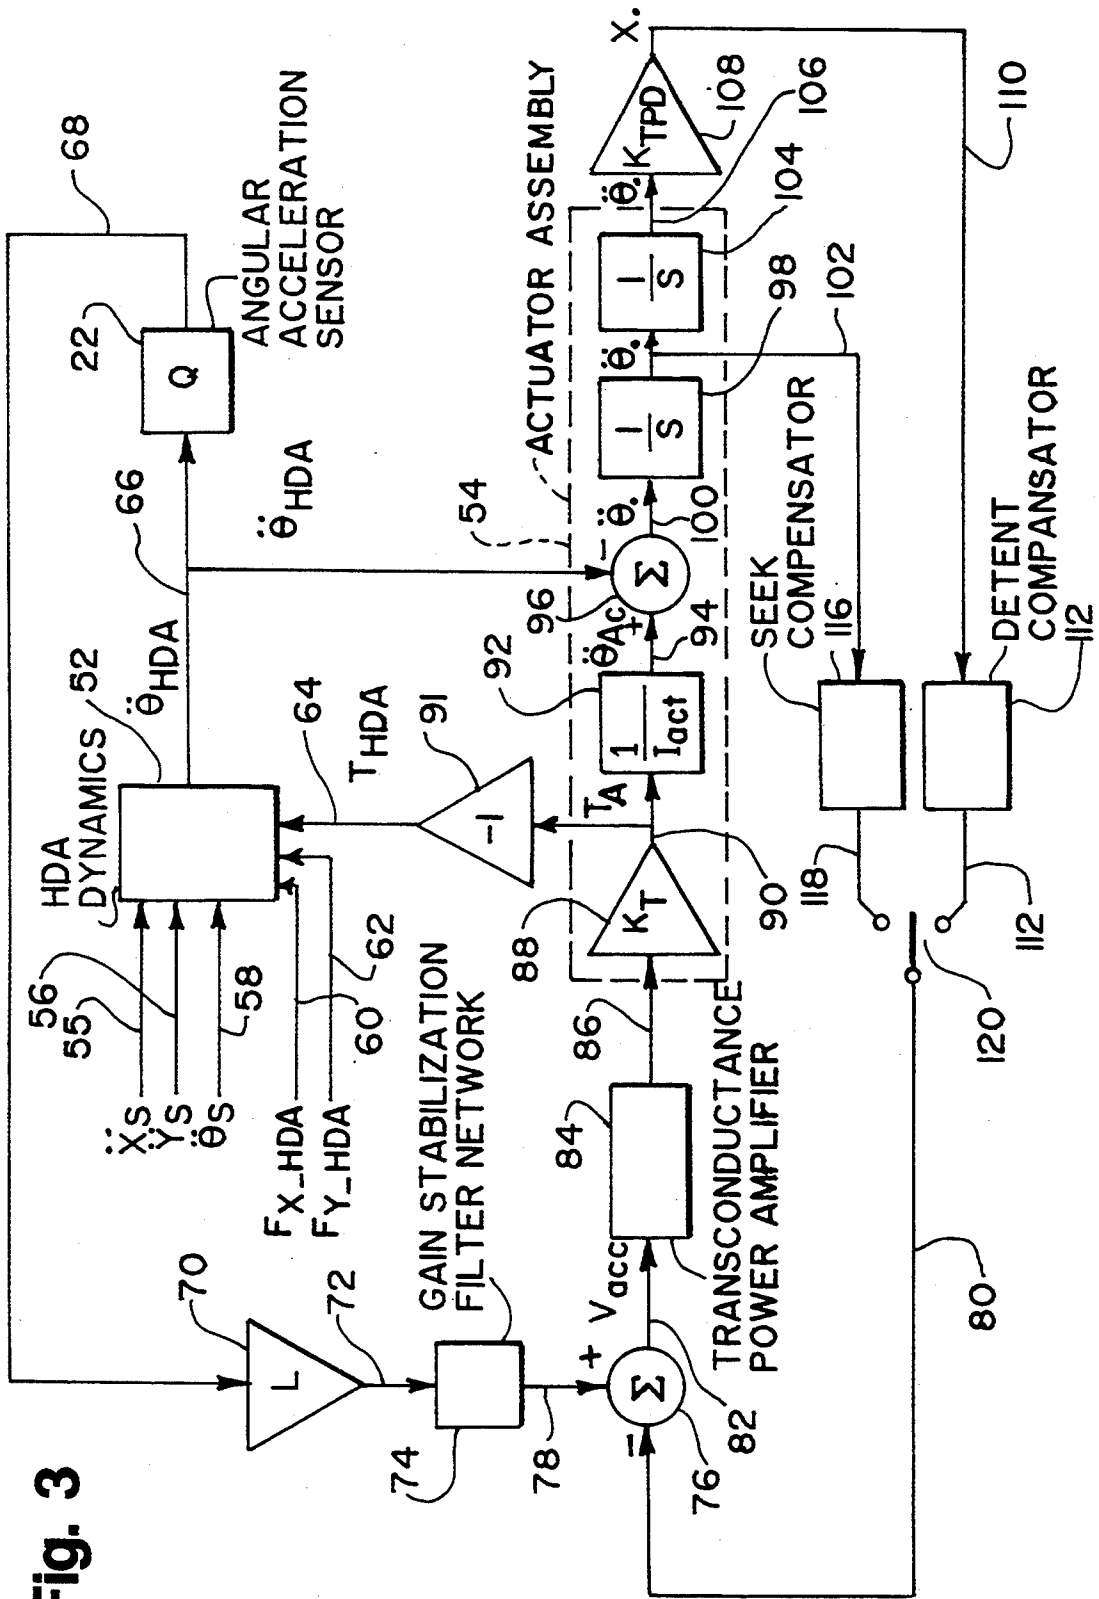 Fig. 3
68
22
Q
ANGULAR
ACCELERATION
SENSOR
66
θ̈HDA
θ̈HDA
HDA
DYNAMICS
52
55
56
58
60
62
ẌS
ŸS
θ̈S
FX_HDA
FY_HDA
64
THDA
91
-1
70
L
72
GAIN STABILIZATION
FILTER NETWORK
74
78
+
Σ
-
76
82
Vacc
84
TRANSCONDUCTANCE
POWER AMPLIFIER
86
88
KT
90
TA
92
1
Iact
θ̈Ac
+
94
96
Σ
-
54
ACTUATOR ASSEMBLY
θ̈.
100
1
S
98
θ̈.
102
1
S
104
θ̈.
106
KTPD
108
X.
110
SEEK
COMPENSATOR
116
118
DETENT
COMPANSATOR
112
112
120
80